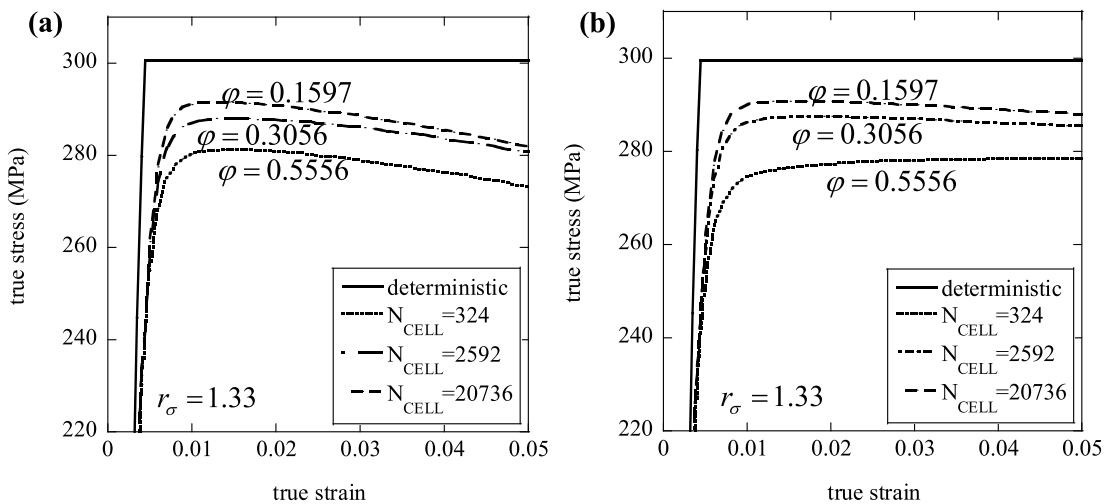 (a)
true stress (MPa)
300
280
260
240
220
φ = 0.1597
φ = 0.3056
φ = 0.5556
deterministic
N_CELL=324
N_CELL=2592
N_CELL=20736
r_σ = 1.33
0
0.01
0.02
0.03
0.04
0.05
true strain
(b)
true stress (MPa)
300
280
260
240
220
φ = 0.1597
φ = 0.3056
φ = 0.5556
deterministic
N_CELL=324
N_CELL=2592
N_CELL=20736
r_σ = 1.33
0
0.01
0.02
0.03
0.04
0.05
true strain